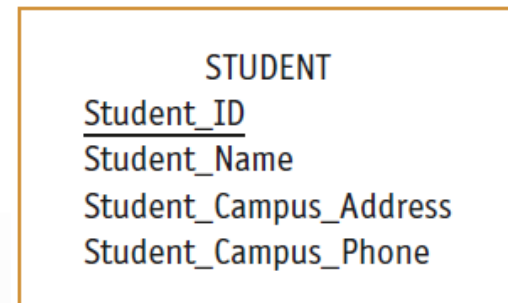 STUDENT
Student_ID
Student_Name
Student_Campus_Address
Student_Campus_Phone